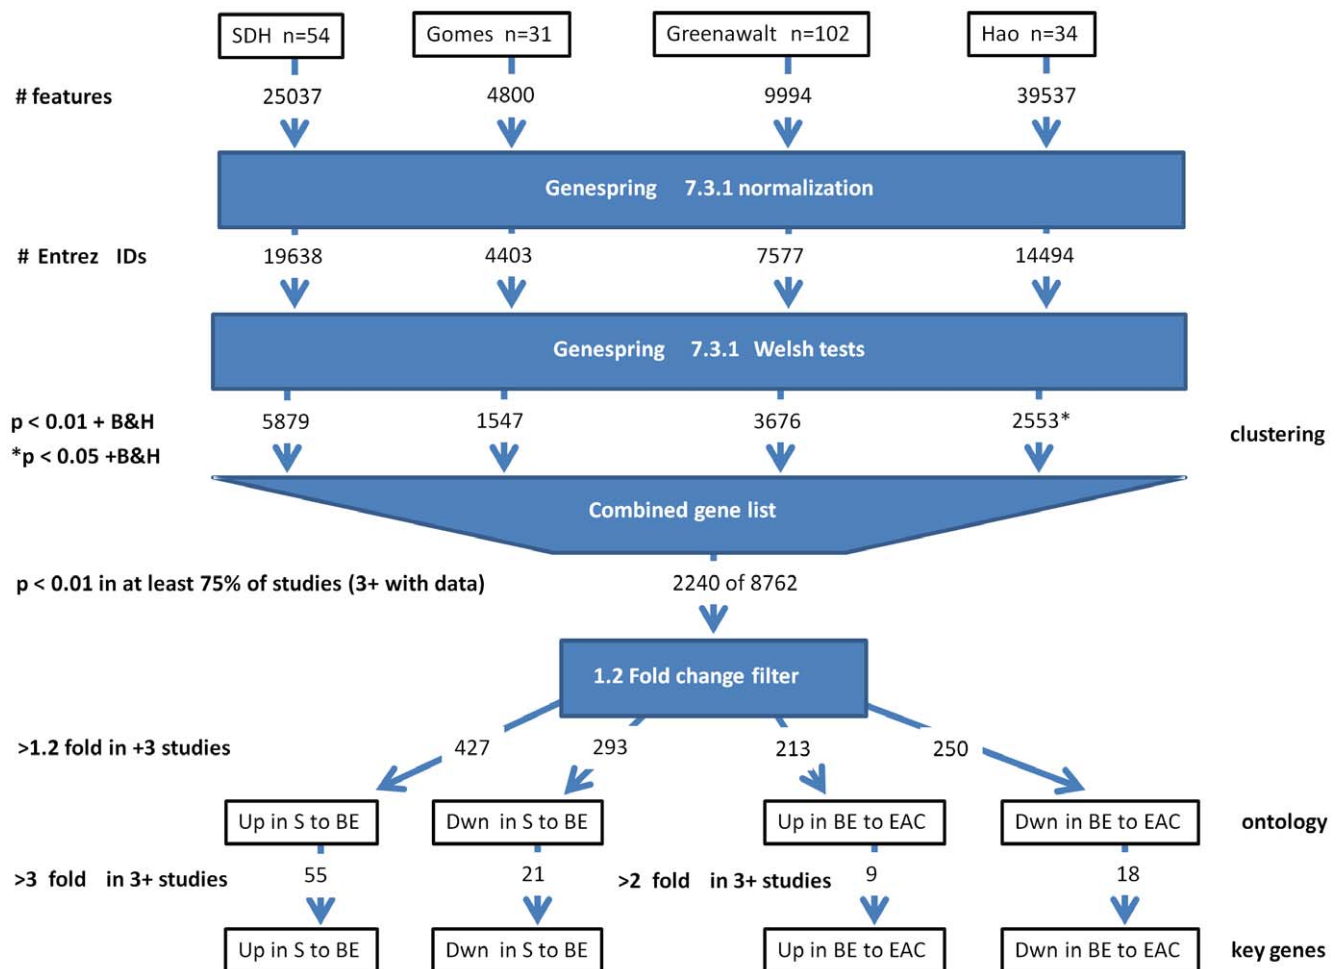 SDH n=54 Gomes n=31 Greenawalt n=102 Hao n=34
# features 25037 4800 9994 39537
Genespring 7.3.1 normalization
# Entrez IDs 19638 4403 7577 14494
Genespring 7.3.1 Welsh tests
p < 0.01 + B&H 5879 1547 3676 2553*
clustering
*p < 0.05 +B&H
Combined gene list
p < 0.01 in at least 75% of studies (3+ with data) 2240 of 8762
1.2 Fold change filter
>1.2 fold in +3 studies 427 293 213 250
Up in S to BE Dwn in S to BE Up in BE to EAC Dwn in BE to EAC ontology
>3 fold in 3+ studies 55 21 >2 fold in 3+ studies 9 18
Up in S to BE Dwn in S to BE Up in BE to EAC Dwn in BE to EAC key genes